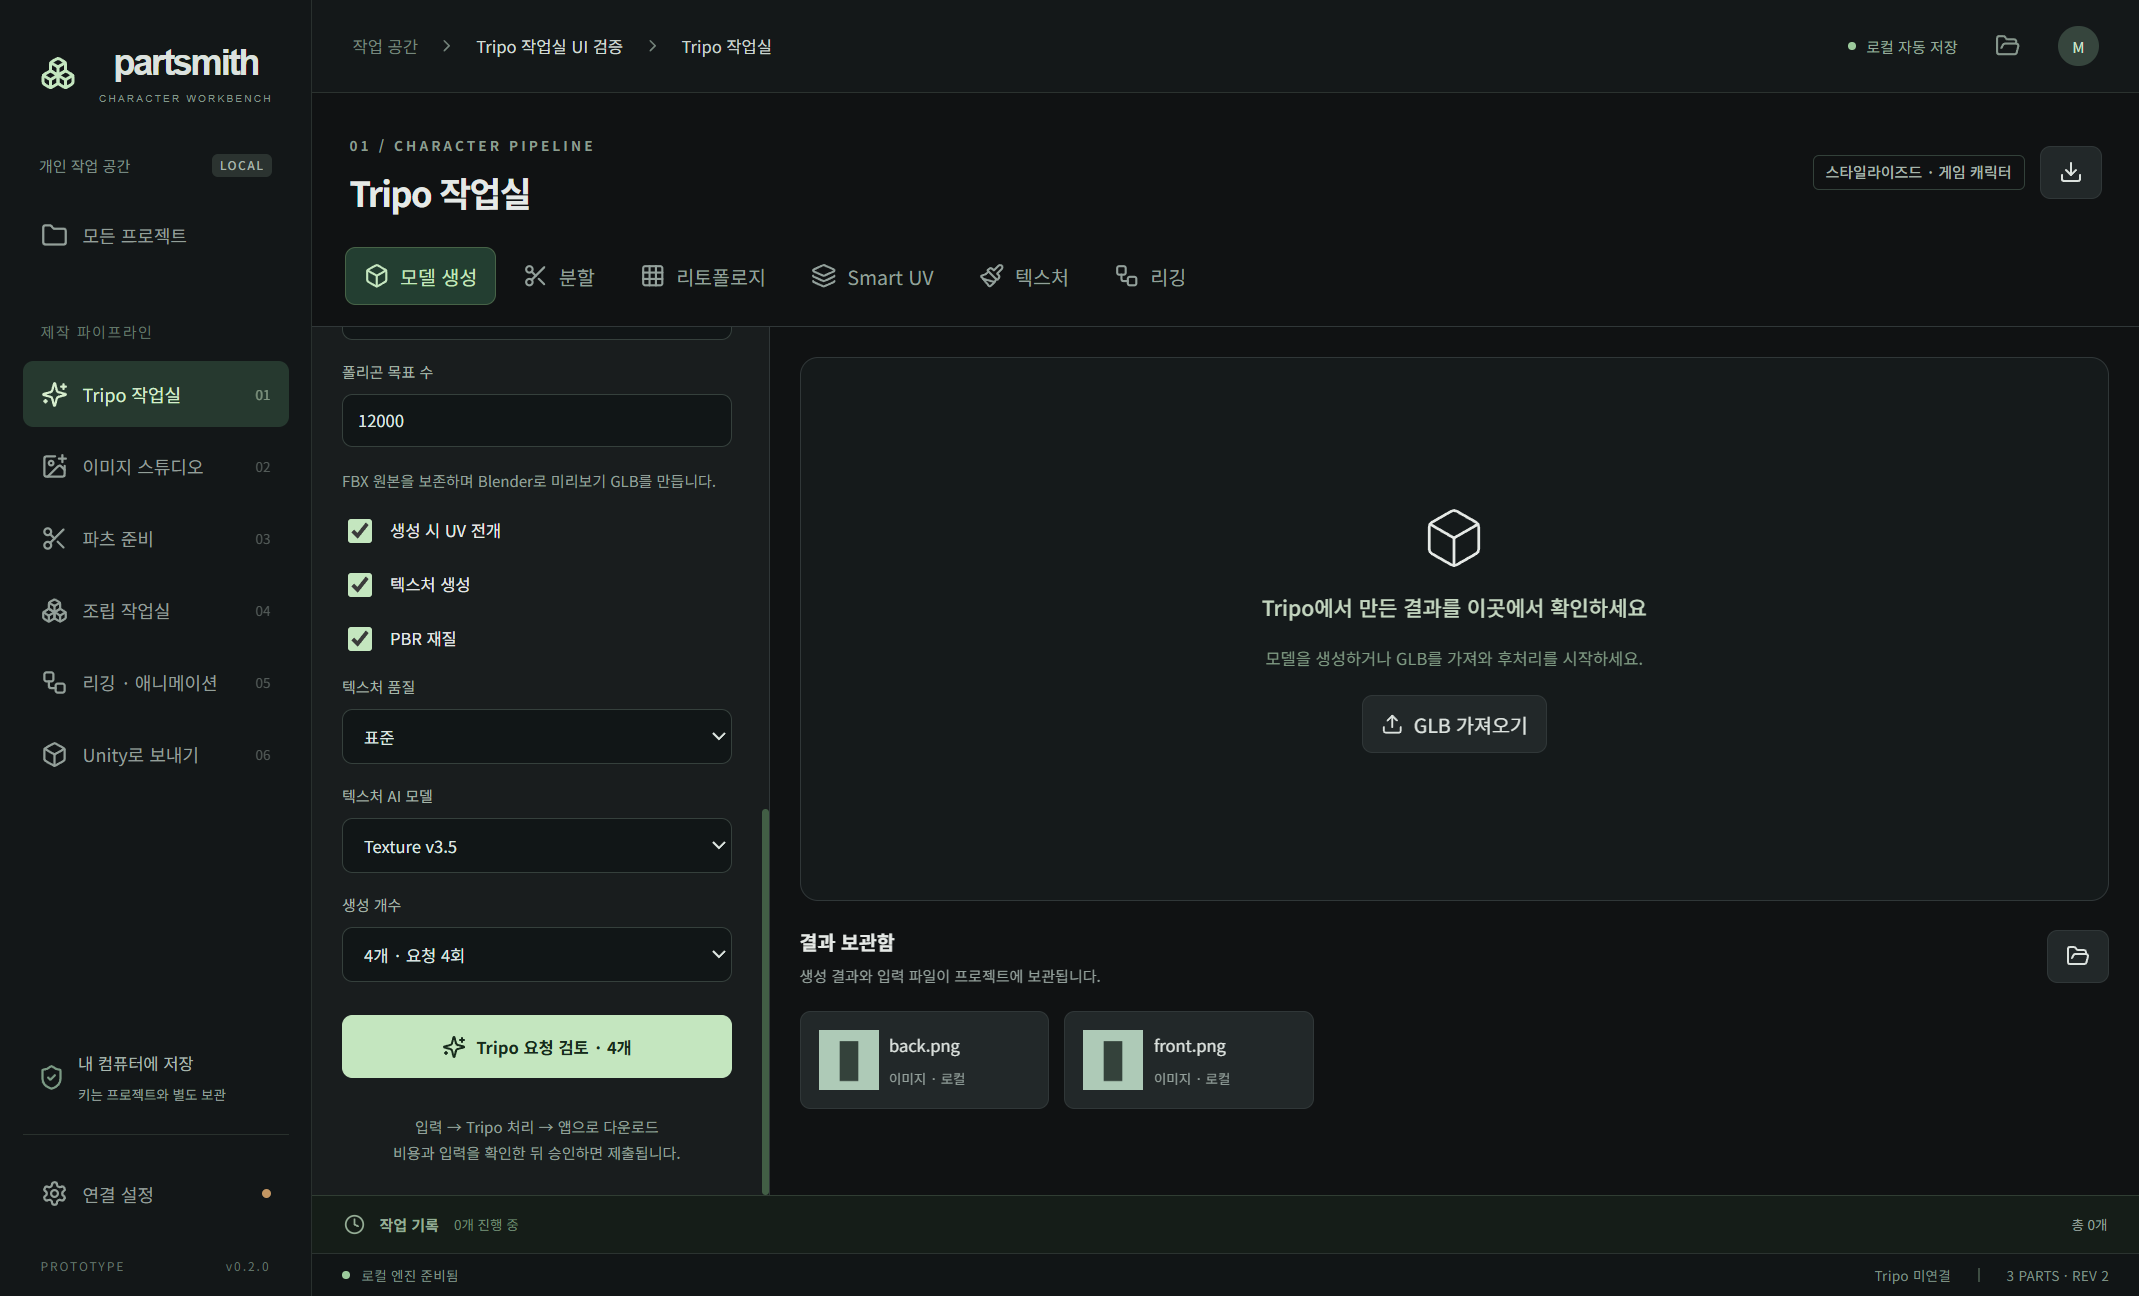 partsmith
CHARACTER WORKBENCH
개인 작업 공간
LOCAL
모든 프로젝트
제작 파이프라인
Tripo 작업실
01
이미지 스튜디오
02
파츠 준비
03
조립 작업실
04
리깅 · 애니메이션
05
Unity로 보내기
06
내 컴퓨터에 저장
키는 프로젝트와 별도 보관
연결 설정
PROTOTYPE
v0.2.0
작업 공간
Tripo 작업실 UI 검증
Tripo 작업실
로컬 자동 저장
M
01 / CHARACTER PIPELINE
Tripo 작업실
스타일라이즈드 · 게임 캐릭터
모델 생성
분할
리토폴로지
Smart UV
텍스처
리깅
폴리곤 목표 수
12000
FBX 원본을 보존하며 Blender로 미리보기 GLB를 만듭니다.
생성 시 UV 전개
텍스처 생성
PBR 재질
텍스처 품질
표준
텍스처 AI 모델
Texture v3.5
생성 개수
4개 · 요청 4회
Tripo 요청 검토 · 4개
입력 → Tripo 처리 → 앱으로 다운로드
비용과 입력을 확인한 뒤 승인하면 제출됩니다.
Tripo에서 만든 결과를 이곳에서 확인하세요
모델을 생성하거나 GLB를 가져와 후처리를 시작하세요.
GLB 가져오기
결과 보관함
생성 결과와 입력 파일이 프로젝트에 보관됩니다.
back.png
이미지 · 로컬
front.png
이미지 · 로컬
작업 기록
0개 진행 중
총 0개
로컬 엔진 준비됨
Tripo 미연결
3 PARTS · REV 2